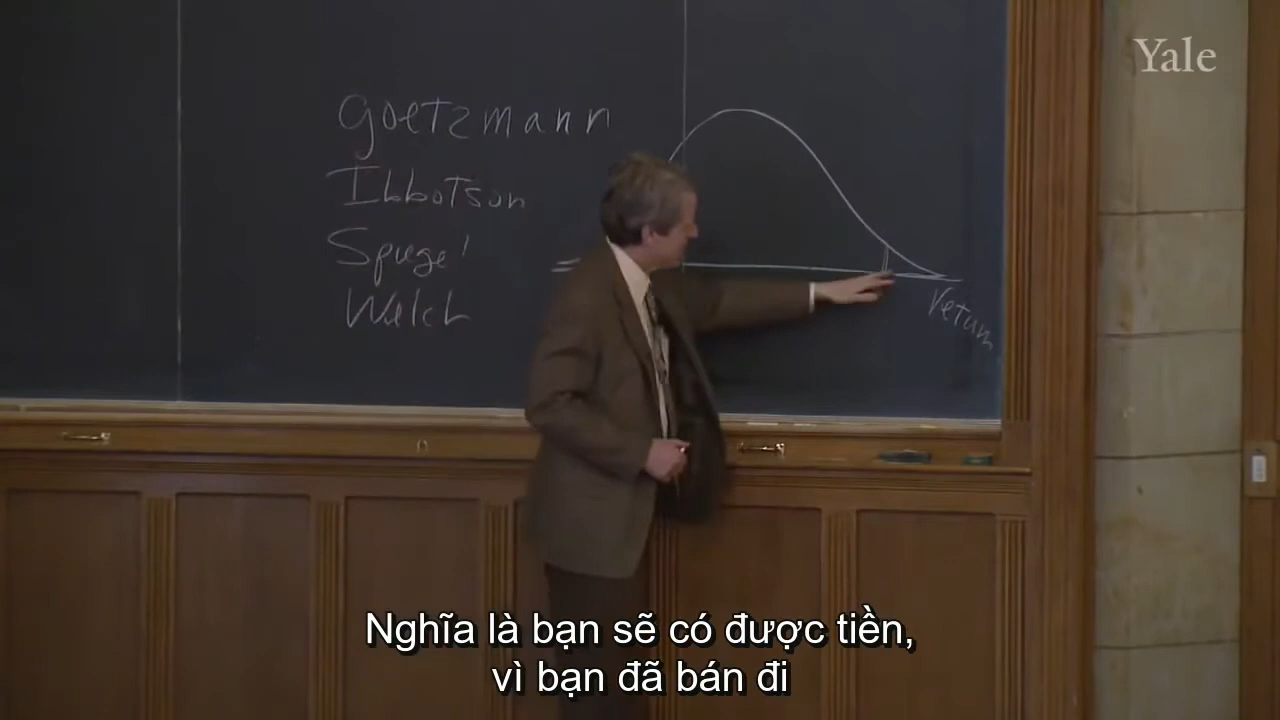 Yale
Goetzmann
Ibbotson
Spiegel
Welch
return
Nghĩa là bạn sẽ có được tiền,
vì bạn đã bán đi